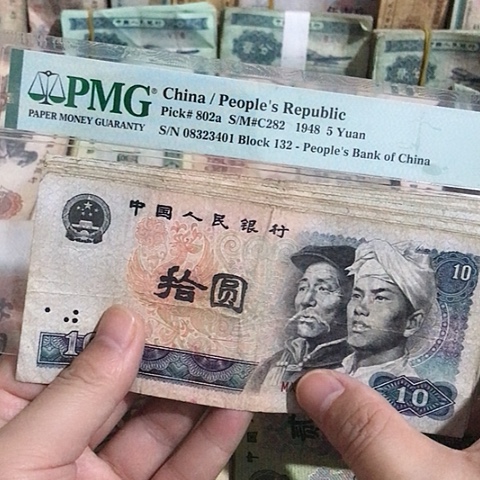 PMG
PAPER MONEY GUARANTY
China / People's Republic
Pick# 802a S/M#C282 1948 5 Yuan
S/N 08323401 Block 132 - People's Bank of China
中国人民银行
拾圆
10
10
10